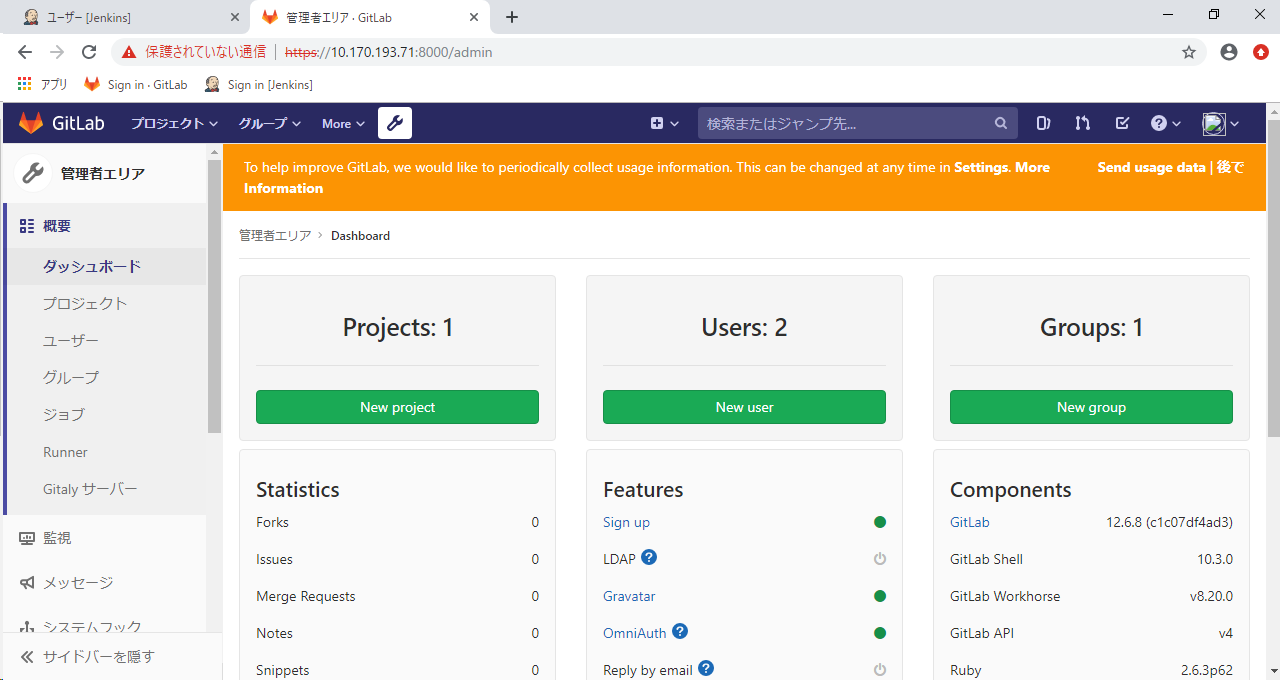 ユーザー [Jenkins]
管理者エリア · GitLab
保護されていない通信
https://10.170.193.71:8000/admin
アプリ
Sign in · GitLab
Sign in [Jenkins]
GitLab
プロジェクト
グループ
More
検索またはジャンプ先...
管理者エリア
概要
ダッシュボード
プロジェクト
ユーザー
グループ
ジョブ
Runner
Gitaly サーバー
監視
メッセージ
システムフック
サイドバーを隠す
To help improve GitLab, we would like to periodically collect usage information. This can be changed at any time in Settings. More
Information
Send usage data | 後で
管理者エリア > Dashboard
Projects: 1
New project
Users: 2
New user
Groups: 1
New group
Statistics
Forks 0
Issues 0
Merge Requests 0
Notes 0
Snippets 0
Features
Sign up
LDAP ?
Gravatar
OmniAuth ?
Reply by email ?
Components
GitLab 12.6.8 (c1c07df4ad3)
GitLab Shell 10.3.0
GitLab Workhorse v8.20.0
GitLab API v4
Ruby 2.6.3p62